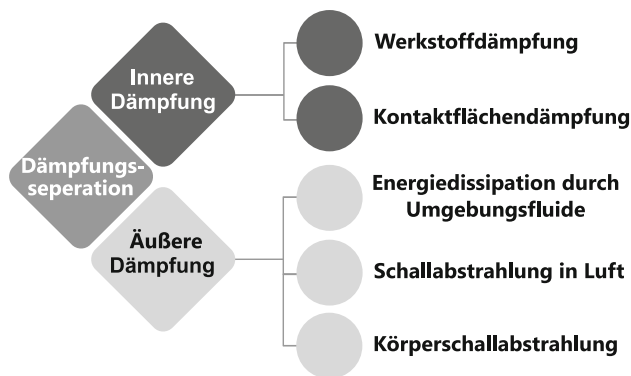 Innere
Dämpfung
Werkstoffdämpfung
Kontaktflächendämpfung
Dämpfungs-
seperation
Äußere
Dämpfung
Energiedissipation durch
Umgebungsfluide
Schallabstrahlung in Luft
Körperschallabstrahlung